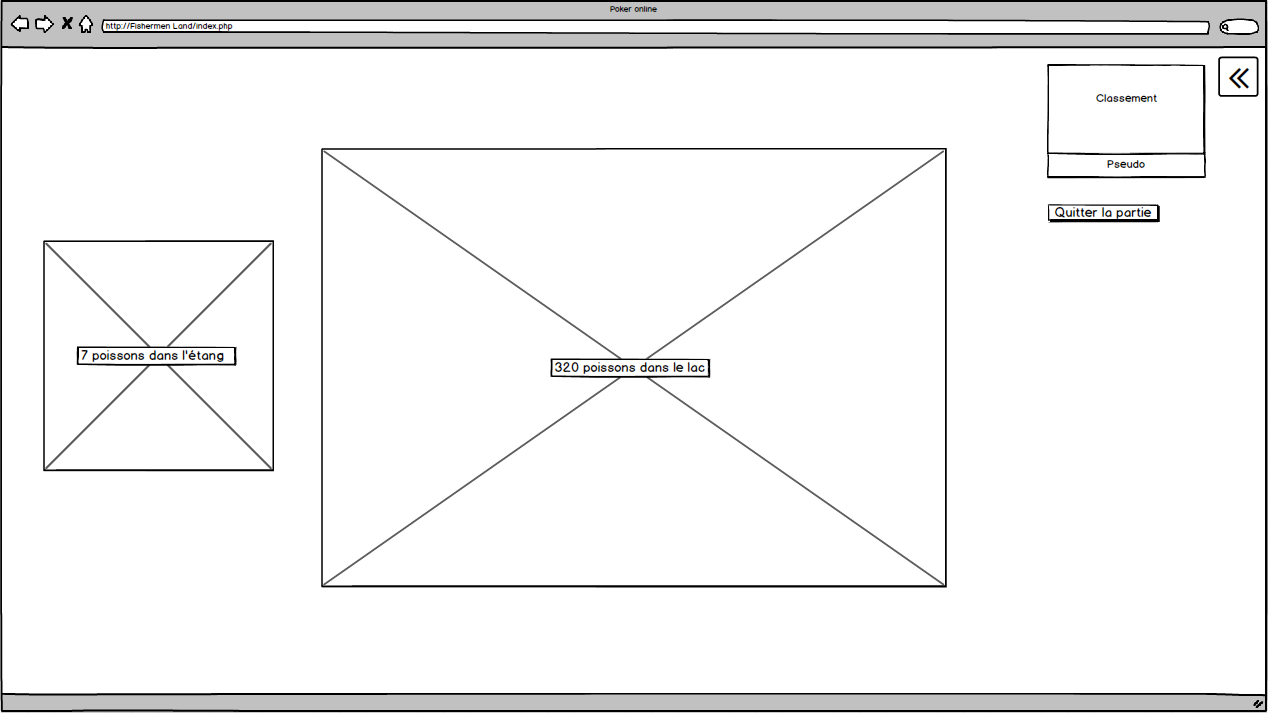 Poker online
http://Fishermen Land/index.php
Classement
Pseudo
Quitter la partie
7 poissons dans l'étang
320 poissons dans le lac